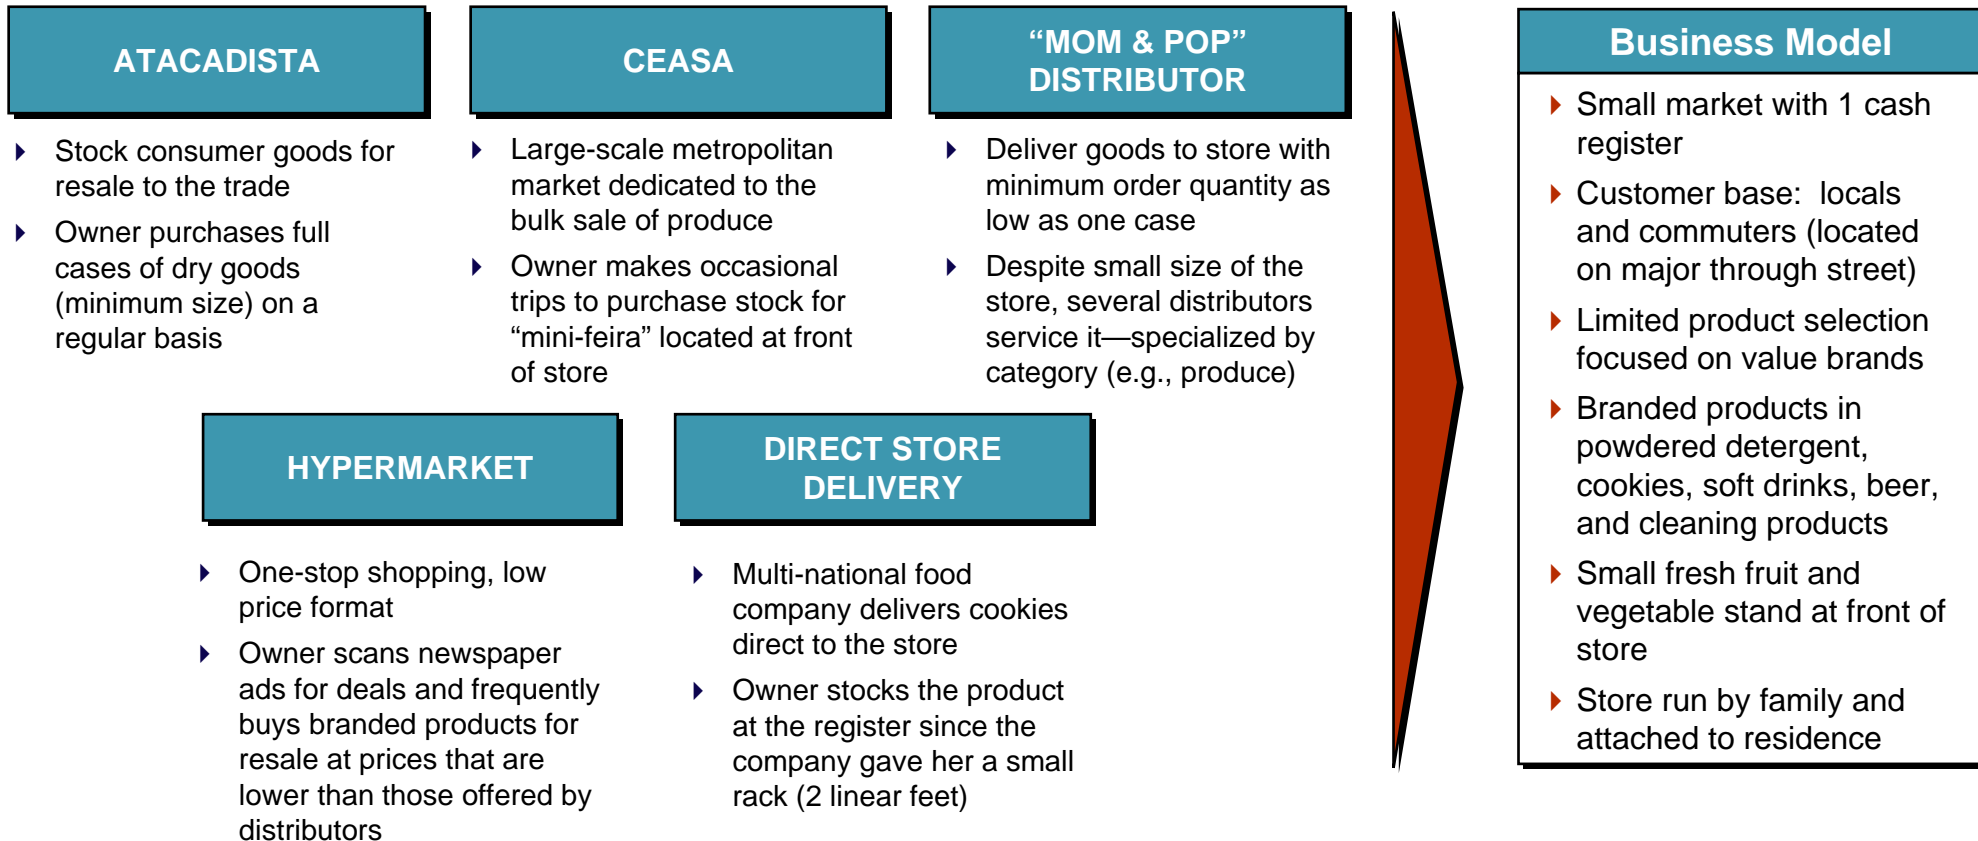 ATACADISTA
Stock consumer goods for
resale to the trade
Owner purchases full
cases of dry goods
(minimum size) on a
regular basis
CEASA
Large-scale metropolitan
market dedicated to the
bulk sale of produce
Owner makes occasional
trips to purchase stock for
“mini-feira” located at front
of store
“MOM & POP”
DISTRIBUTOR
Deliver goods to store with
minimum order quantity as
low as one case
Despite small size of the
store, several distributors
service it—specialized by
category (e.g., produce)
HYPERMARKET
One-stop shopping, low
price format
Owner scans newspaper
ads for deals and frequently
buys branded products for
resale at prices that are
lower than those offered by
distributors
DIRECT STORE
DELIVERY
Multi-national food
company delivers cookies
direct to the store
Owner stocks the product
at the register since the
company gave her a small
rack (2 linear feet)
Business Model
Small market with 1 cash
register
Customer base:  locals
and commuters (located
on major through street)
Limited product selection
focused on value brands
Branded products in
powdered detergent,
cookies, soft drinks, beer,
and cleaning products
Small fresh fruit and
vegetable stand at front of
store
Store run by family and
attached to residence